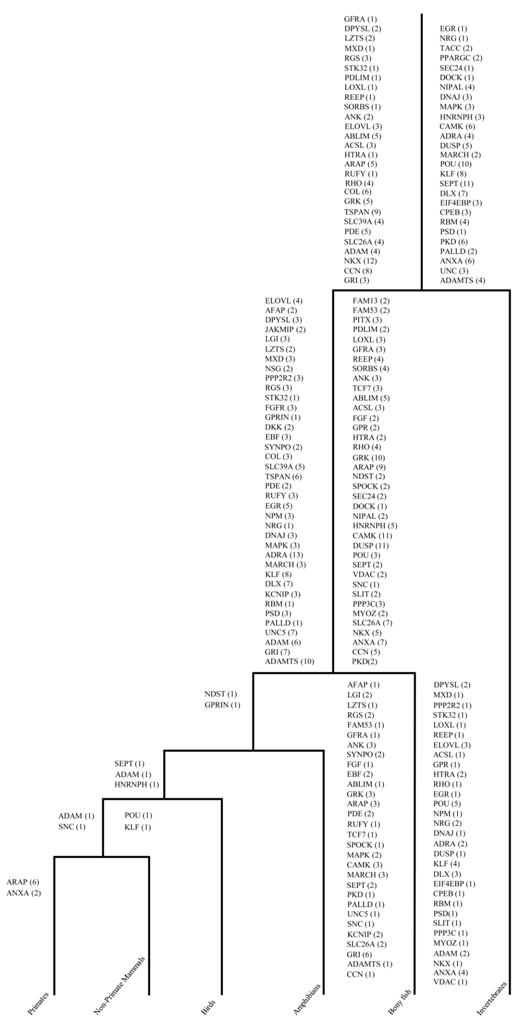 GFRA (1)
DPYSL (2)
LZTS (2)
MXD (1)
RGS (3)
STK32 (1)
PDLIM (1)
LOXL (1)
REEP (1)
SORBS (1)
ANK (2)
ELOVL (3)
ABLIM (5)
ACSL (3)
HTRA (1)
ARAP (5)
RUFY (1)
RHO (4)
COL (6)
GRK (5)
TSPAN (9)
SLC39A (4)
PDE (5)
SLC26A (4)
ADAM (4)
NKX (12)
CCN (8)
GRI (3)
EGR (1)
NRG (1)
TACC (2)
PPARGC (2)
SEC24 (1)
DOCK (1)
NIPAL (4)
DNAJ (3)
MAPK (3)
HNRNPH (3)
CAMK (6)
ADRA (4)
DUSP (5)
MARCH (2)
POU (10)
KLF (8)
SEPT (11)
DLX (7)
EIF4EBP (3)
CPEB (3)
RBM (4)
PSD (1)
PKD (6)
PALLD (2)
ANXA (6)
UNC (3)
ADAMTS (4)
ELOVL (4)
AFAP (2)
DPYSL (3)
JAKMIP (2)
LGI (3)
LZTS (2)
MXD (3)
NSG (2)
PPP2R2 (3)
RGS (3)
STK32 (1)
FGFR (3)
GPRIN (1)
DKK (2)
EBF (3)
SYNPO (2)
COL (3)
SLC39A (5)
TSPAN (6)
PDE (2)
RUFY (3)
EGR (5)
NPM (3)
NRG (1)
DNAJ (3)
MAPK (3)
ADRA (13)
MARCH (3)
KLF (8)
DLX (7)
KCNIP (3)
RBM (1)
PSD (3)
PALLD (1)
UNC5 (7)
ADAM (6)
GRI (7)
ADAMTS (10)
FAM13 (2)
FAM53 (2)
PITX (3)
PDLIM (2)
LOXL (3)
GFRA (3)
REEP (4)
SORBS (4)
ANK (3)
TCF7 (3)
ABLIM (5)
ACSL (3)
FGF (2)
GPR (2)
HTRA (2)
RHO (4)
GRK (10)
ARAP (9)
NDST (2)
SPOCK (2)
SEC24 (2)
DOCK (1)
NIPAL (2)
HNRNPH (5)
CAMK (11)
DUSP (11)
POU (3)
SEPT (2)
VDAC (2)
SNC (1)
SLIT (2)
PPP3C(3)
MYOZ (2)
SLC26A (7)
NKX (5)
ANXA (7)
CCN (5)
PKD(2)
NDST (1)
GPRIN (1)
AFAP (1)
LGI (2)
LZTS (1)
RGS (2)
FAM53 (1)
GFRA (1)
ANK (3)
SYNPO (2)
FGF (1)
EBF (2)
ABLIM (1)
GRK (3)
ARAP (3)
PDE (2)
RUFY (1)
TCF7 (1)
SPOCK (1)
MAPK (2)
CAMK (3)
MARCH (3)
SEPT (2)
PKD (1)
PALLD (1)
UNC5 (1)
SNC (1)
KCNIP (2)
SLC26A (2)
GRI (6)
ADAMTS (1)
CCN (1)
DPYSL (2)
MXD (1)
PPP2R2 (1)
STK32 (1)
LOXL (1)
REEP (1)
ELOVL (3)
ACSL (1)
GPR (1)
HTRA (2)
RHO (1)
EGR (1)
POU (5)
NPM (1)
NRG (2)
DNAJ (1)
ADRA (2)
DUSP (1)
KLF (4)
DLX (3)
EIF4EBP (1)
CPEB (1)
RBM (1)
PSD(1)
SLIT (1)
PPP3C (1)
MYOZ (1)
ADAM (2)
NKX (1)
ANXA (4)
VDAC (1)
SEPT (1)
ADAM (1)
HNRNPH (1)
ADAM (1)
SNC (1)
POU (1)
KLF (1)
ARAP (6)
ANXA (2)
Primates
Non-Primate Mammals
Birds
Amphibians
Bony fish
Invertebrates